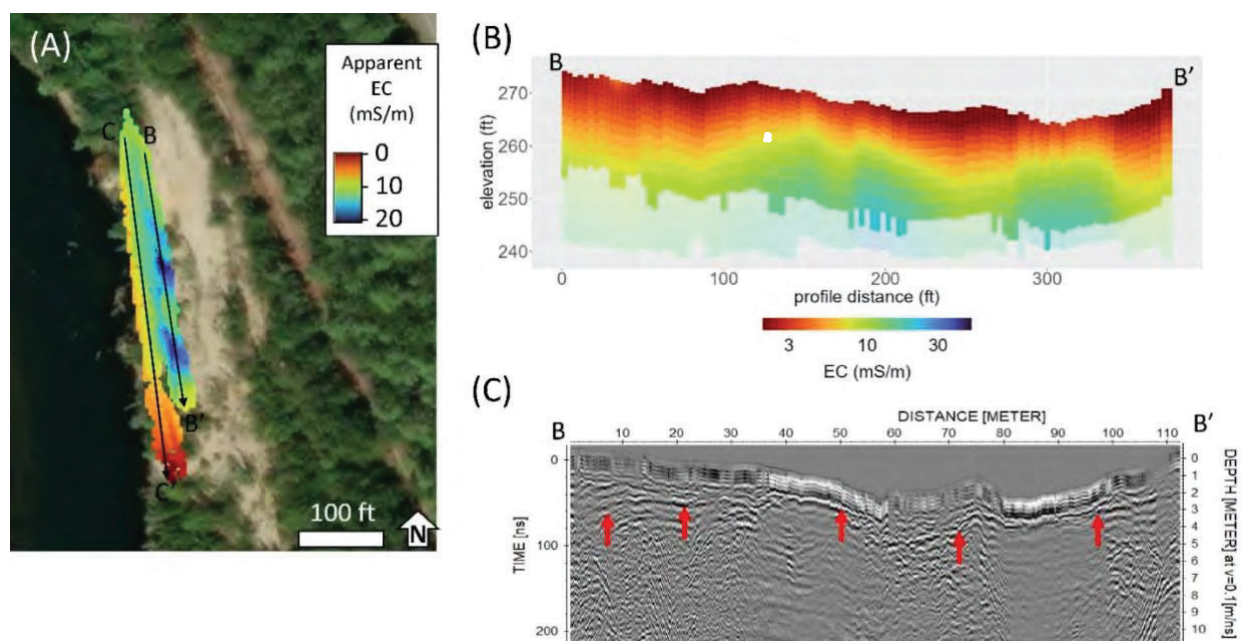 (A)
Apparent
EC
(mS/m)
0
10
20
C
B
B'
C'
100 ft
N
(B)
B
B'
270
260
250
240
elevation (ft)
0
100
200
300
profile distance (ft)
3
10
30
EC (mS/m)
(C)
DISTANCE [METER]
B
B'
10
20
30
40
50
60
70
80
90
100
110
0
100
200
TIME [ns]
0
1
2
3
4
5
6
7
8
9
10
DEPTH [METER] at v=0.1[m/ns]